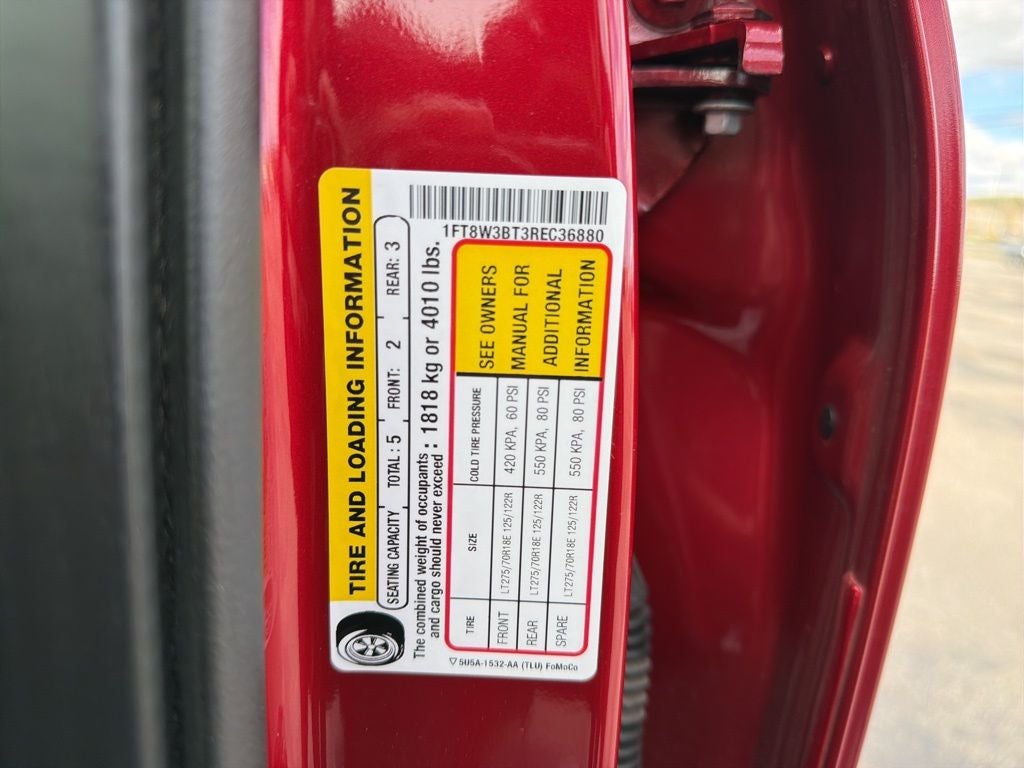 1FT8W3BT3REC36880
TIRE AND LOADING INFORMATION
SEATING CAPACITY TOTAL: 5 FRONT: 2 REAR: 3
The combined weight of occupants
and cargo should never exceed : 1818 kg or 4010 lbs.
TIRE SIZE COLD TIRE PRESSURE
FRONT LT275/70R18E 125/122R 420 KPA, 60 PSI
REAR LT275/70R18E 125/122R 550 KPA, 80 PSI
SPARE LT275/70R18E 125/122R 550 KPA, 80 PSI
SEE OWNERS
MANUAL FOR
ADDITIONAL
INFORMATION
5U5A-1532-AA (TLU) FoMoCo